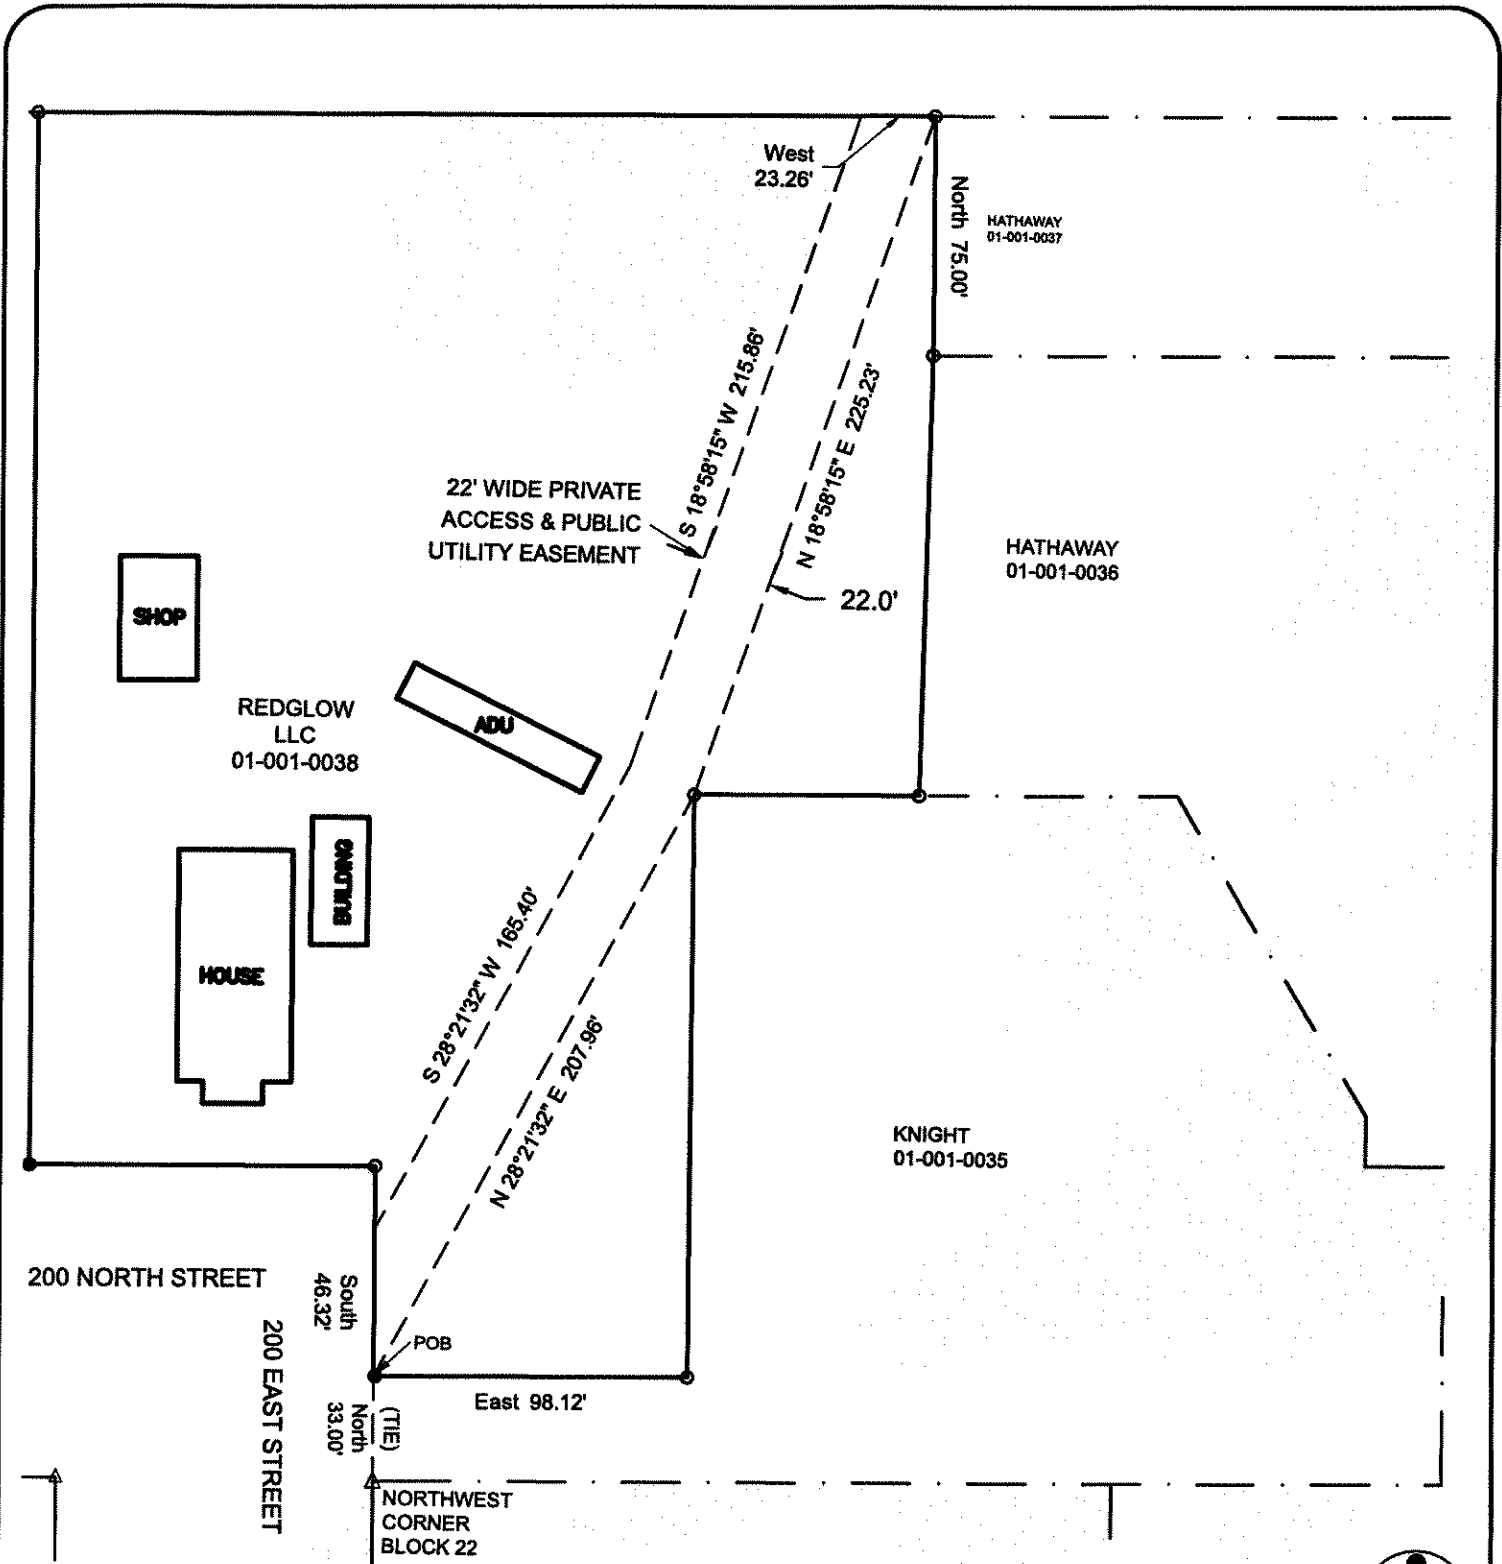 West
23.26'
North 75.00'
HATHAWAY
01-001-0037
S 18°58'15" W 215.86'
N 18°58'15" E 225.23'
22' WIDE PRIVATE
ACCESS & PUBLIC
UTILITY EASEMENT
22.0'
HATHAWAY
01-001-0036
SHOP
REDGLOW
LLC
01-001-0038
ADU
BUILDING
HOUSE
S 28°21'32" W 165.40'
N 28°21'32" E 207.96'
KNIGHT
01-001-0035
200 NORTH STREET
South
46.32'
200 EAST STREET
POB
East 98.12'
(TIE)
North
33.00'
NORTHWEST
CORNER
BLOCK 22